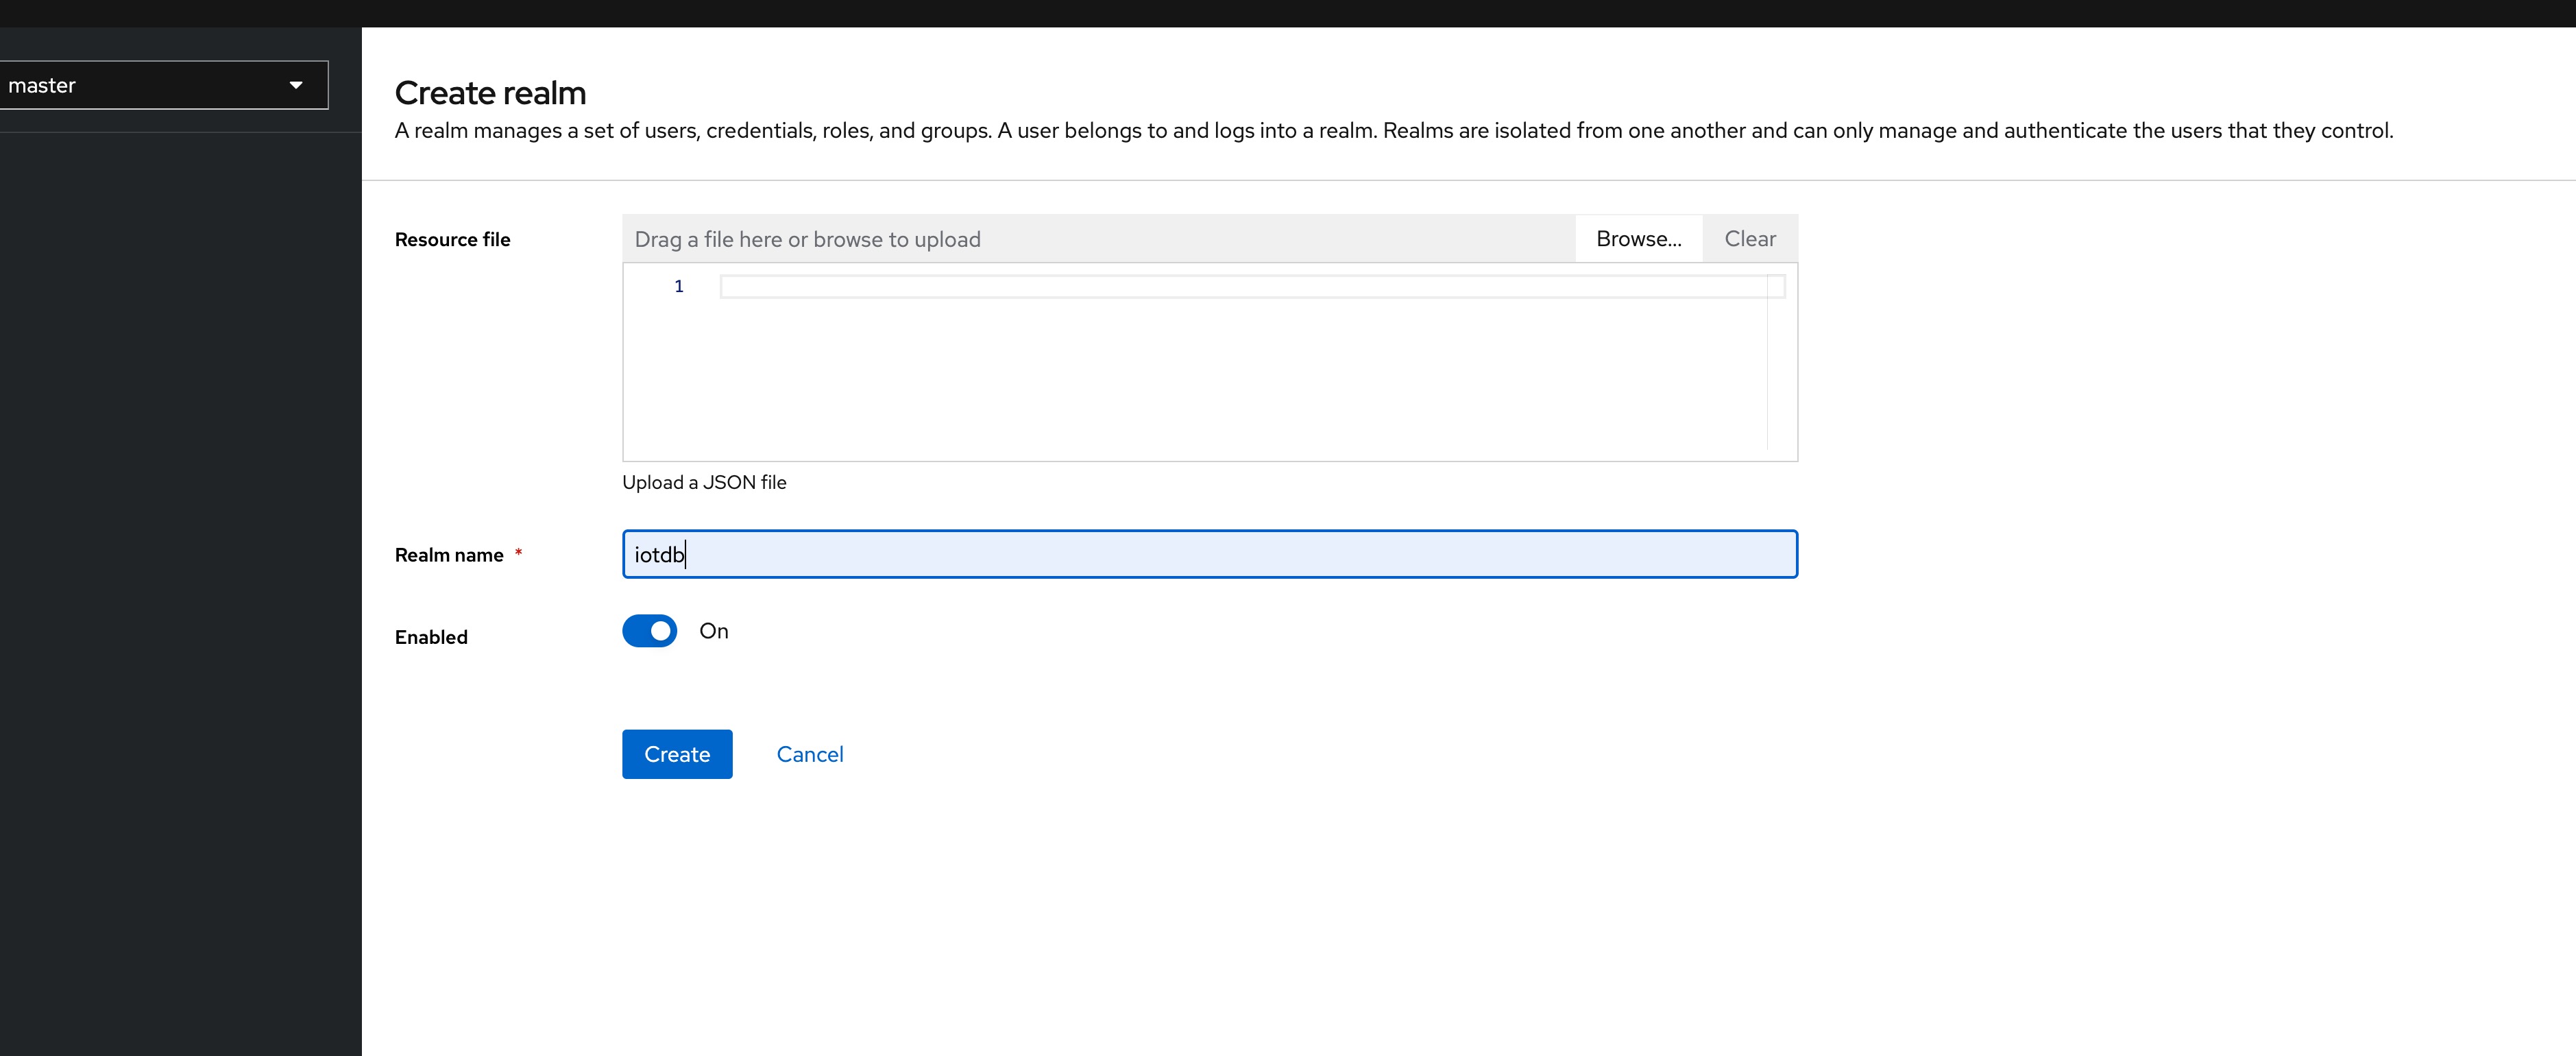 master
Create realm
A realm manages a set of users, credentials, roles, and groups. A user belongs to and logs into a realm. Realms are isolated from one another and can only manage and authenticate the users that they control.
Resource file
Drag a file here or browse to upload
Browse...
Clear
1
Upload a JSON file
Realm name *
iotdb
Enabled
On
Create
Cancel